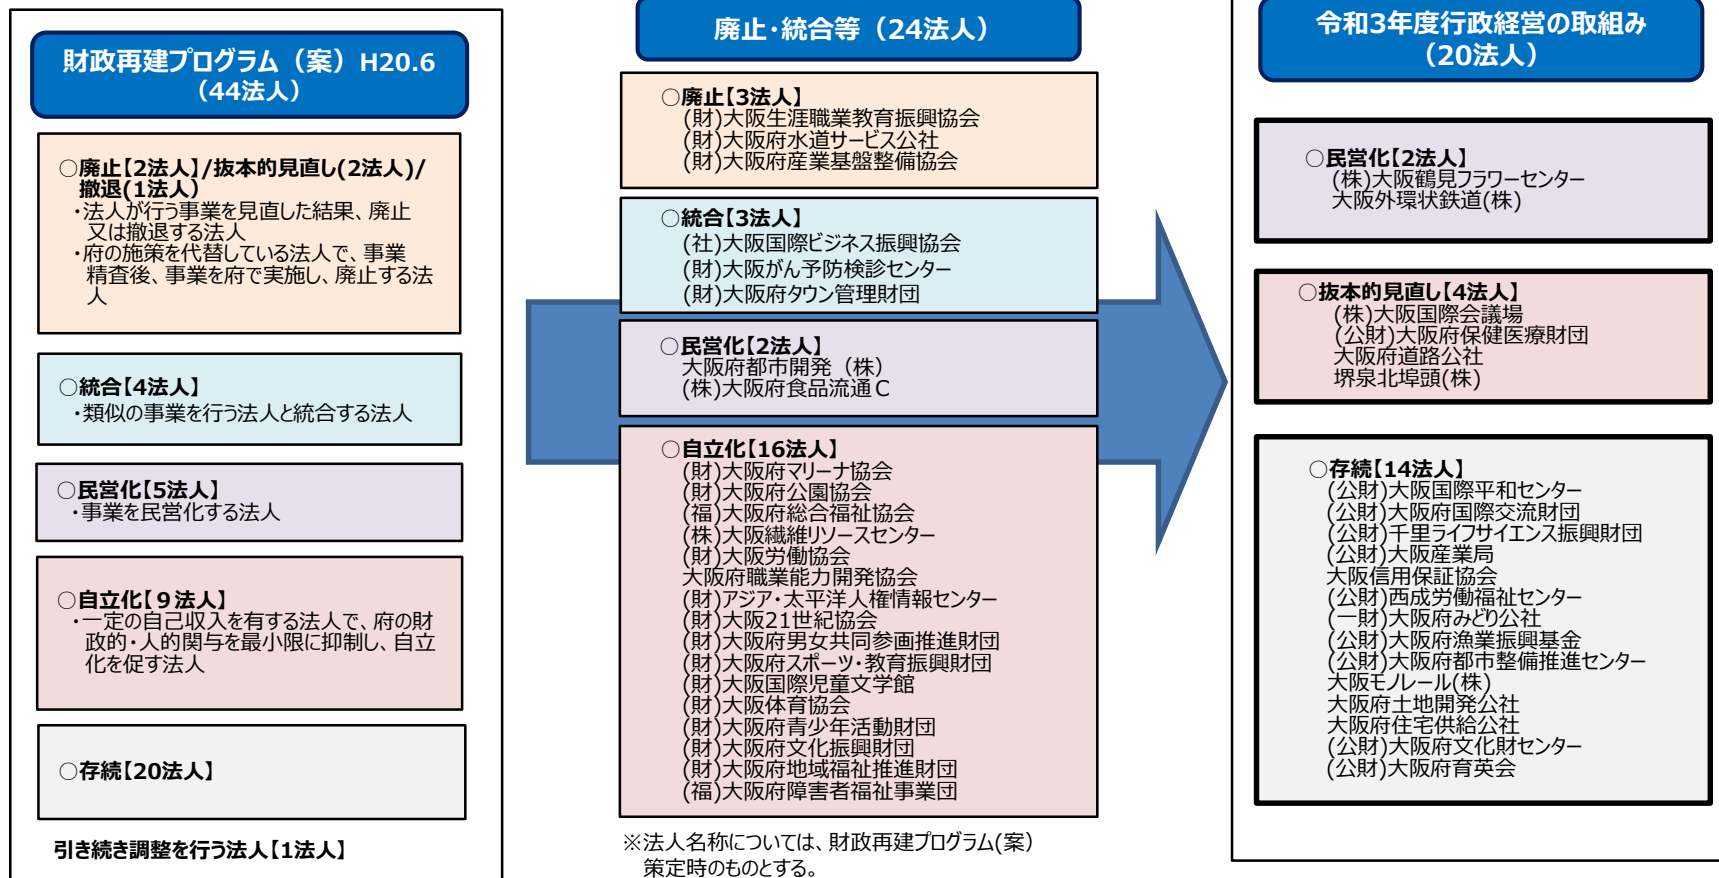 財政再建プログラム（案）H20.6
（44法人）
○廃止【2法人】/抜本的見直し(2法人)/
撤退(1法人)
・法人が行う事業を見直した結果、廃止
又は撤退する法人
・府の施策を代替している法人で、事業
精査後、事業を府で実施し、廃止する法
人
○統合【4法人】
・類似の事業を行う法人と統合する法人
○民営化【5法人】
・事業を民営化する法人
○自立化【９法人】
・一定の自己収入を有する法人で、府の財
政的・人的関与を最小限に抑制し、自立
化を促す法人
○存続【20法人】
引き続き調整を行う法人【1法人】
廃止・統合等（24法人）
○廃止【3法人】
(財)大阪生涯職業教育振興協会
(財)大阪府水道サービス公社
(財)大阪府産業基盤整備協会
○統合【3法人】
(社)大阪国際ビジネス振興協会
(財)大阪がん予防検診センター
(財)大阪府タウン管理財団
○民営化【2法人】
大阪府都市開発（株）
(株)大阪府食品流通Ｃ
○自立化【16法人】
(財)大阪府マリーナ協会
(財)大阪府公園協会
(福)大阪府総合福祉協会
(株)大阪繊維リソースセンター
(財)大阪労働協会
大阪府職業能力開発協会
(財)アジア・太平洋人権情報センター
(財)大阪21世紀協会
(財)大阪府男女共同参画推進財団
(財)大阪府スポーツ・教育振興財団
(財)大阪国際児童文学館
(財)大阪体育協会
(財)大阪府青少年活動財団
(財)大阪府文化振興財団
(財)大阪府地域福祉推進財団
(福)大阪府障害者福祉事業団
※法人名称については、財政再建プログラム(案)
策定時のものとする。
令和3年度行政経営の取組み
（20法人）
○民営化【2法人】
(株)大阪鶴見フラワーセンター
大阪外環状鉄道(株)
○抜本的見直し【4法人】
(株)大阪国際会議場
(公財)大阪府保健医療財団
大阪府道路公社
堺泉北埠頭(株)
○存続【14法人】
(公財)大阪国際平和センター
(公財)大阪府国際交流財団
(公財)千里ライフサイエンス振興財団
(公財)大阪産業局
大阪信用保証協会
(公財)西成労働福祉センター
(一財)大阪府みどり公社
(公財)大阪府漁業振興基金
(公財)大阪府都市整備推進センター
大阪モノレール(株)
大阪府土地開発公社
大阪府住宅供給公社
(公財)大阪府文化財センター
(公財)大阪府育英会